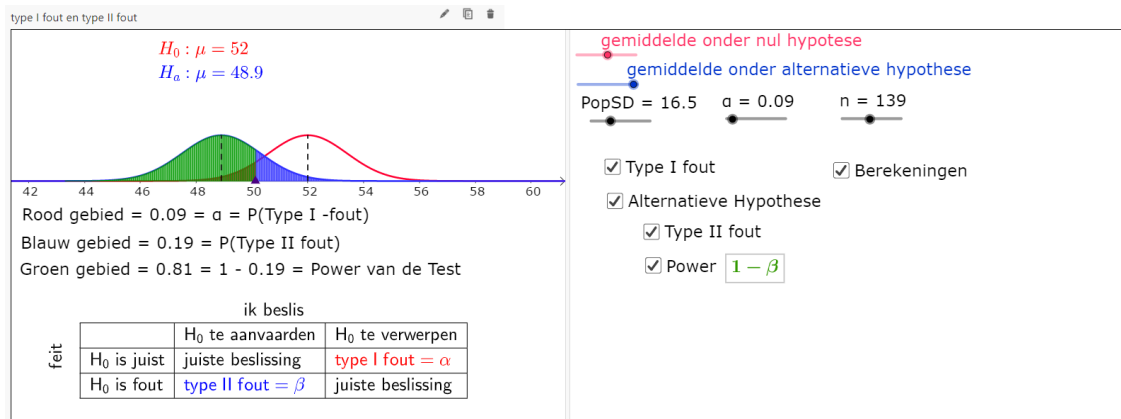 type I fout en type II fout
H₀ : μ = 52
Hₐ : μ = 48.9
42 44 46 48 50 52 54 56 58 60
Rood gebied = 0.09 = α = P(Type I -fout)
Blauw gebied = 0.19 = P(Type II fout)
Groen gebied = 0.81 = 1 - 0.19 = Power van de Test
ik beslis
H₀ te aanvaarden H₀ te verwerpen
feit
H₀ is juist juiste beslissing type I fout = α
H₀ is fout type II fout = β juiste beslissing
gemiddelde onder nul hypotese
gemiddelde onder alternatieve hypothese
PopSD = 16.5 α = 0.09 n = 139
Type I fout Berekeningen
Alternatieve Hypothese
Type II fout
Power 1 − β